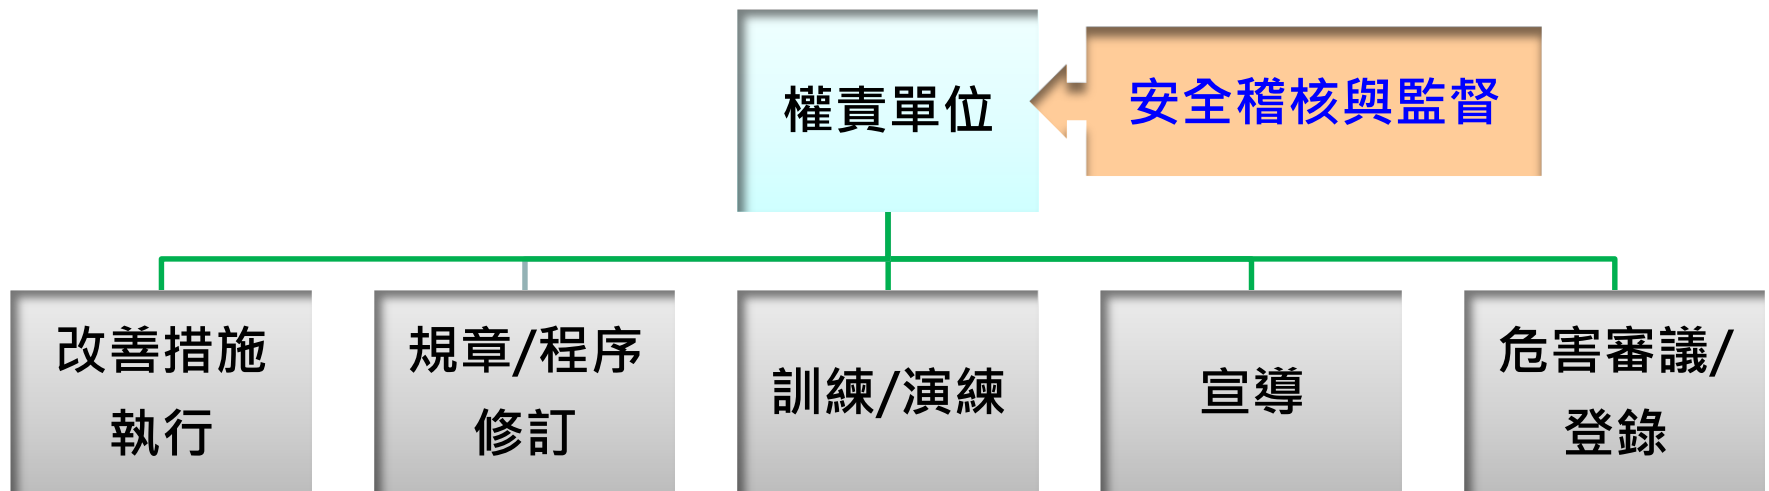 權責單位
安全稽核與監督
改善措施
執行
規章/程序
修訂
訓練/演練
宣導
危害審議/
登錄